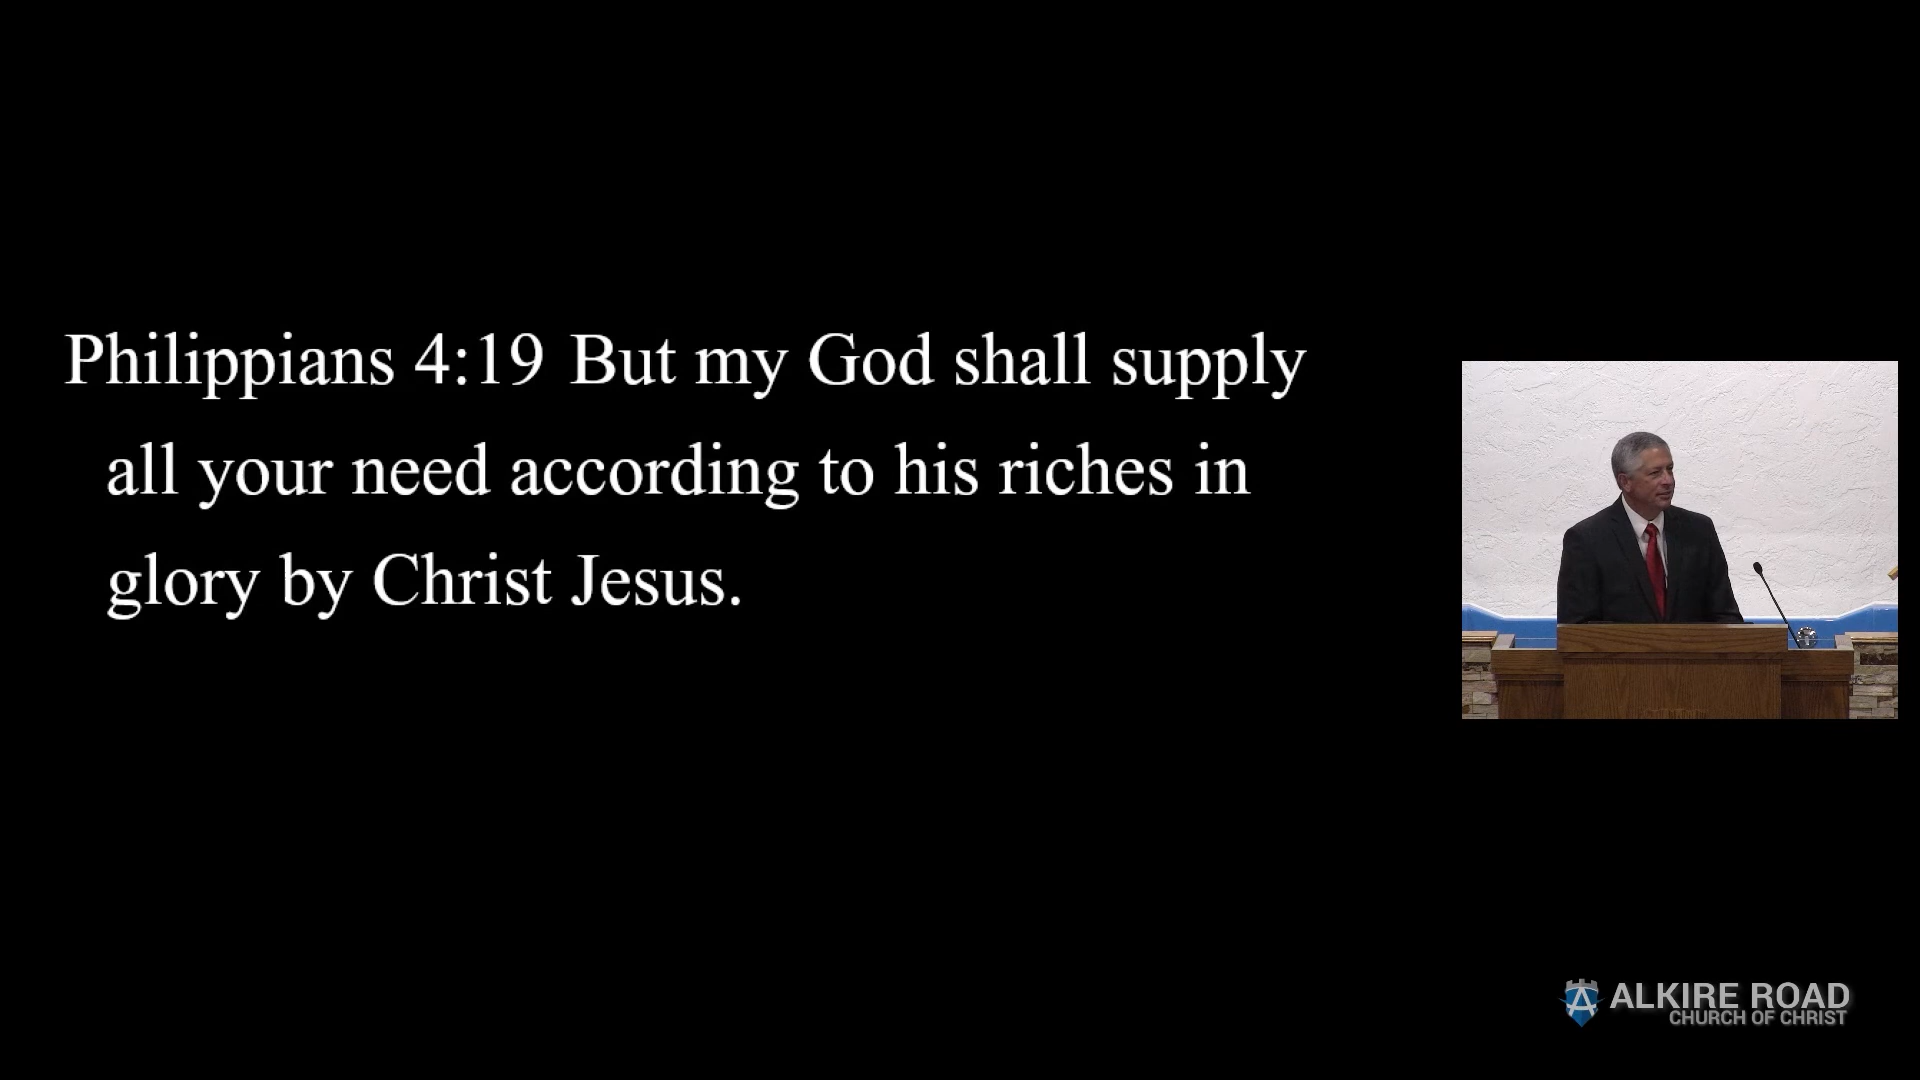 Philippians 4:19 But my God shall supply
all your need according to his riches in
glory by Christ Jesus.
ALKIRE ROAD
CHURCH OF CHRIST